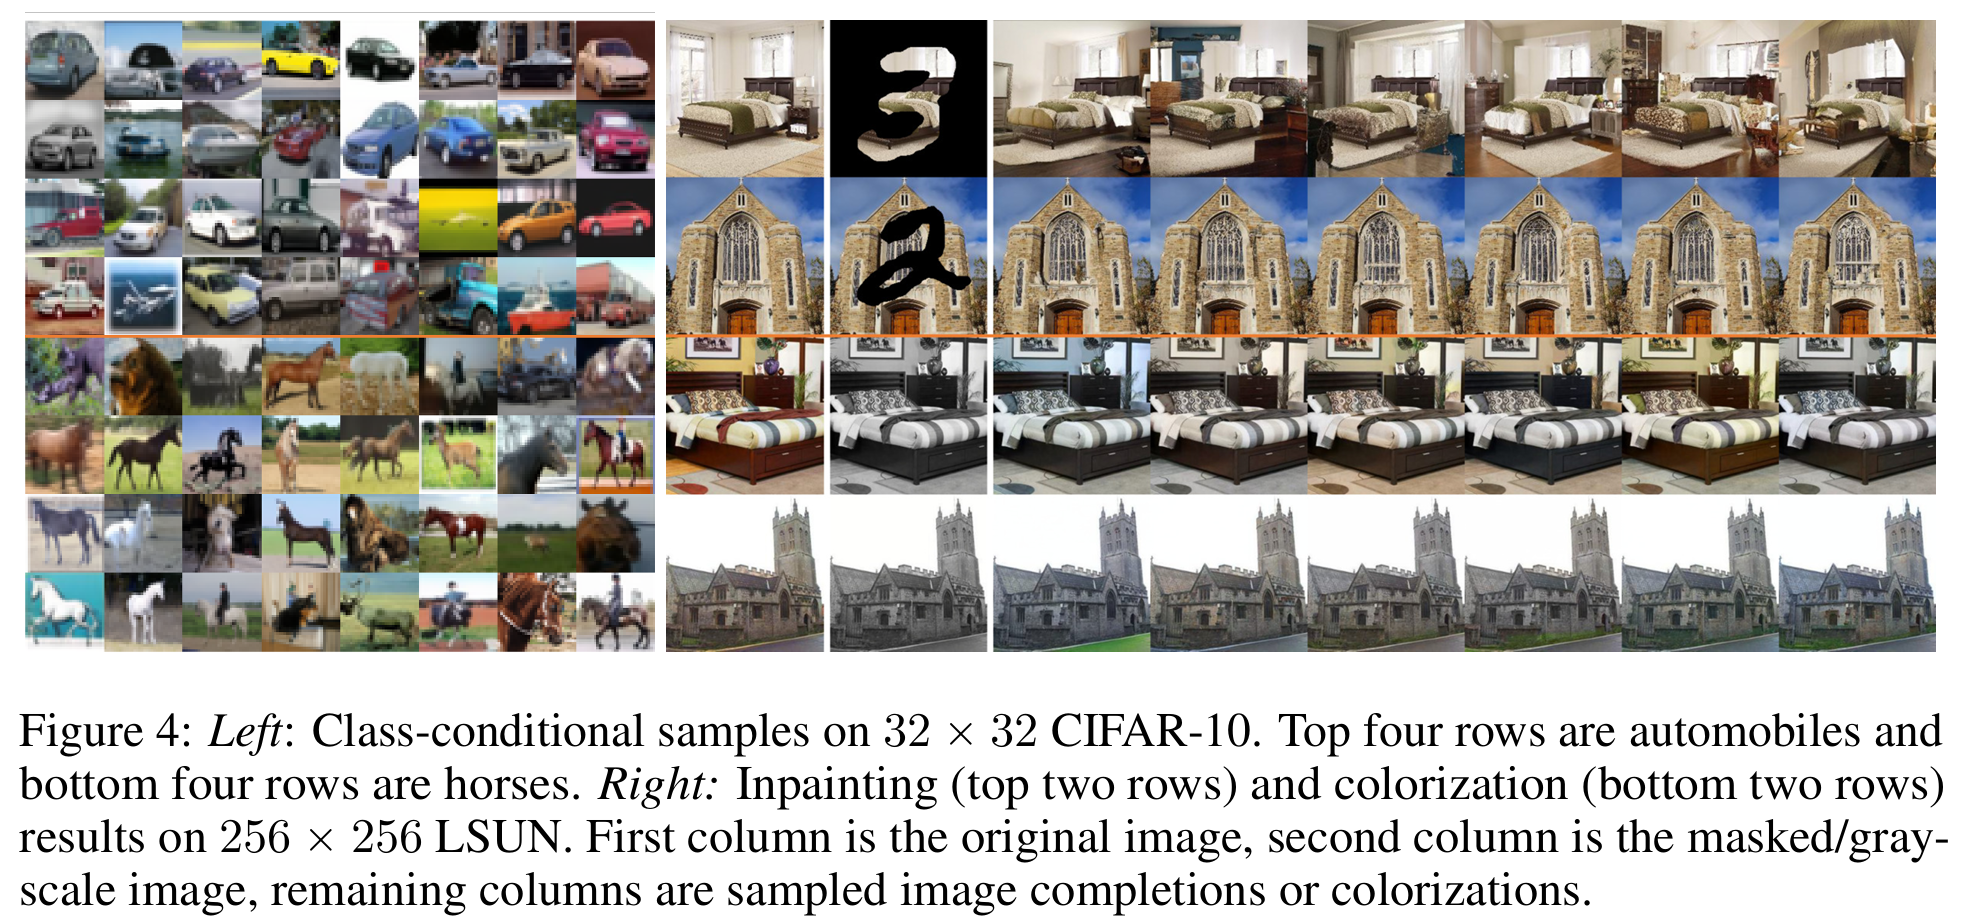 3
2
Figure 4: Left: Class-conditional samples on 32 × 32 CIFAR-10. Top four rows are automobiles and
bottom four rows are horses. Right: Inpainting (top two rows) and colorization (bottom two rows)
results on 256 × 256 LSUN. First column is the original image, second column is the masked/gray-
scale image, remaining columns are sampled image completions or colorizations.